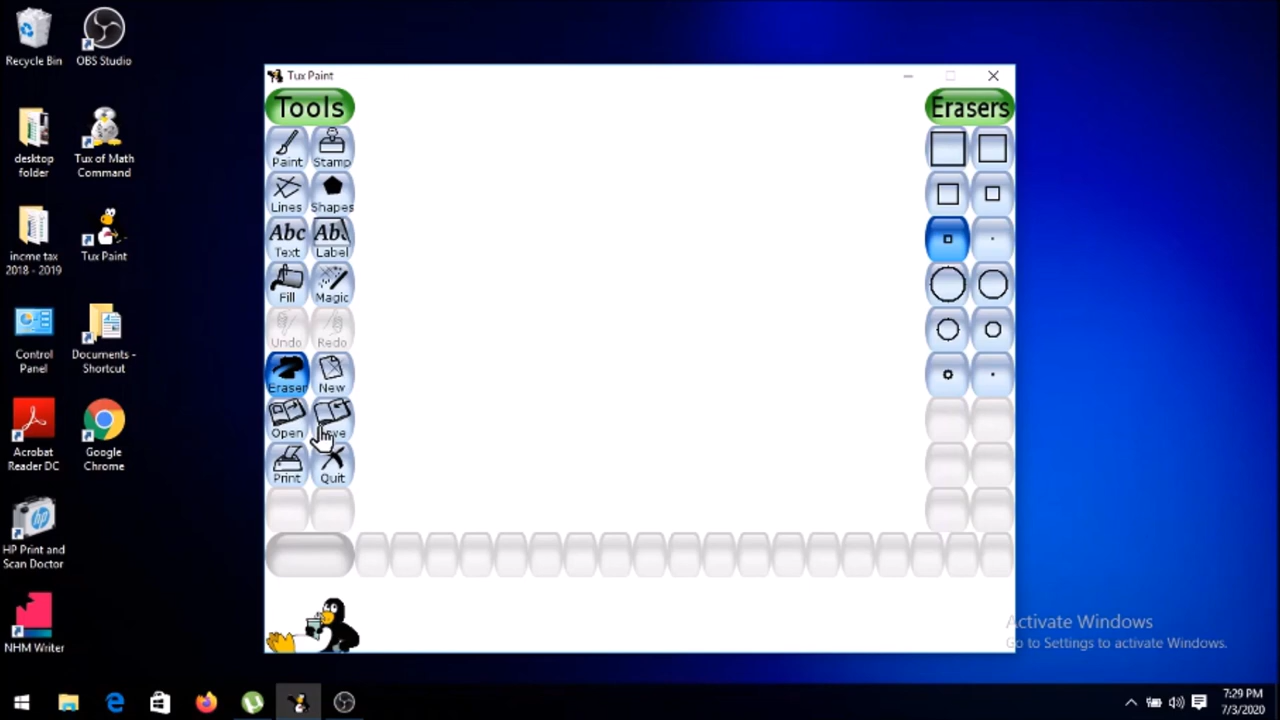 Recycle Bin
OBS Studio
desktop
folder
Tux of Math
Command
incme tax
2018 - 2019
Tux Paint
Control
Panel
Documents -
Shortcut
Acrobat
Reader DC
Google
Chrome
HP Print and
Scan Doctor
NHM Writer
Tux Paint
Tools
Paint
Stamp
Lines
Shapes
Abc
Text
Abc
Label
Fill
Magic
Undo
Redo
Eraser
New
Open
Print
Quit
Erasers
Activate Windows
Go to Settings to activate Windows.
7:29 PM
7/3/2020